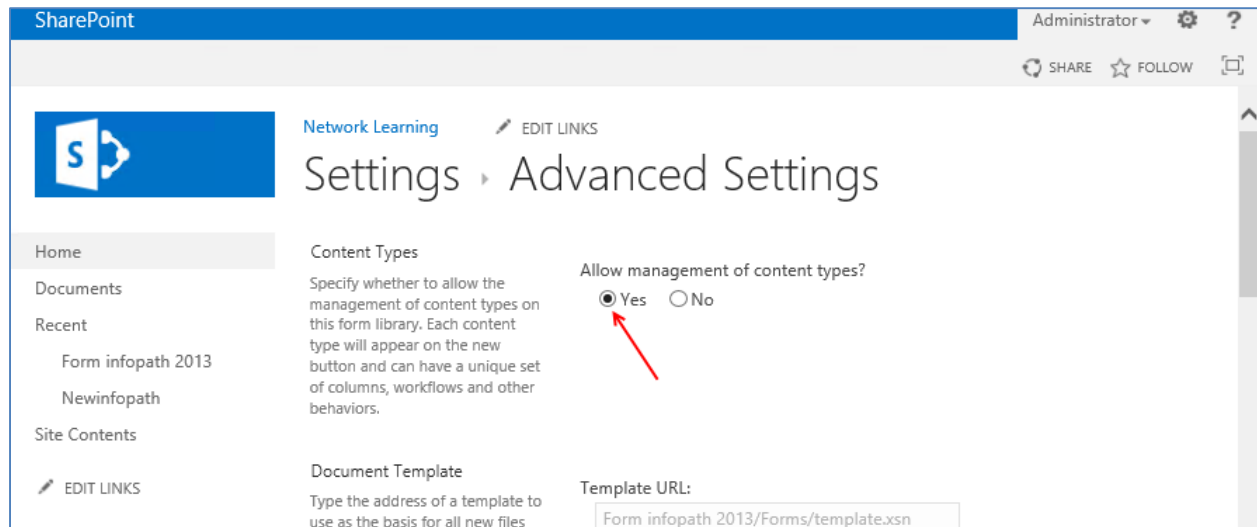 SharePoint
Administrator
?
SHARE FOLLOW
S
Network Learning EDIT LINKS
Settings Advanced Settings
Home
Documents
Recent
Form infopath 2013
Newinfopath
Site Contents
EDIT LINKS
Content Types
Specify whether to allow the
management of content types on
this form library. Each content
type will appear on the new
button and can have a unique set
of columns, workflows and other
behaviors.
Allow management of content types?
Yes No
Document Template
Type the address of a template to
use as the basis for all new files
Template URL:
Form infopath 2013/Forms/template.xsn